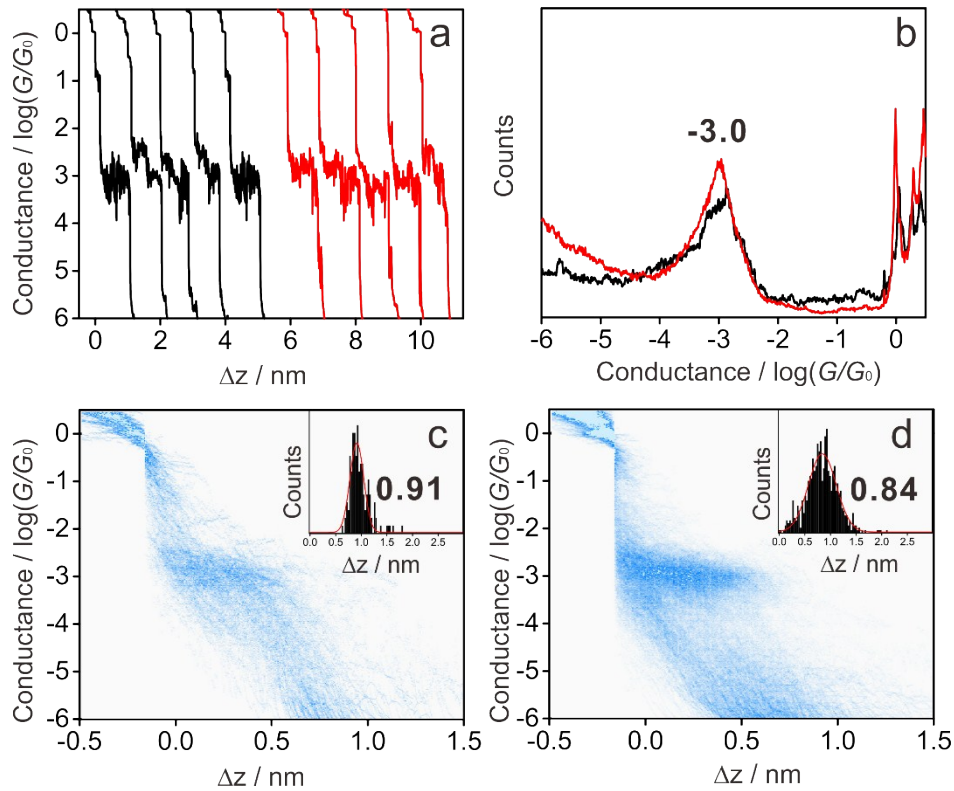 a
Conductance / log(G/G₀)
0
1
2
3
4
5
6
0 2 4 6 8 10
Δz / nm
b
Counts
-3.0
-6 -5 -4 -3 -2 -1 0
Conductance / log(G/G₀)
c
Conductance / log(G/G₀)
0
-1
-2
-3
-4
-5
-6
-0.5 0.0 0.5 1.0 1.5
Δz / nm
Counts
0.91
0.0 0.5 1.0 1.5 2.0 2.5
Δz / nm
d
Conductance / log(G/G₀)
0
-1
-2
-3
-4
-5
-6
-0.5 0.0 0.5 1.0 1.5
Δz / nm
Counts
0.84
0.0 0.5 1.0 1.5 2.0 2.5
Δz / nm